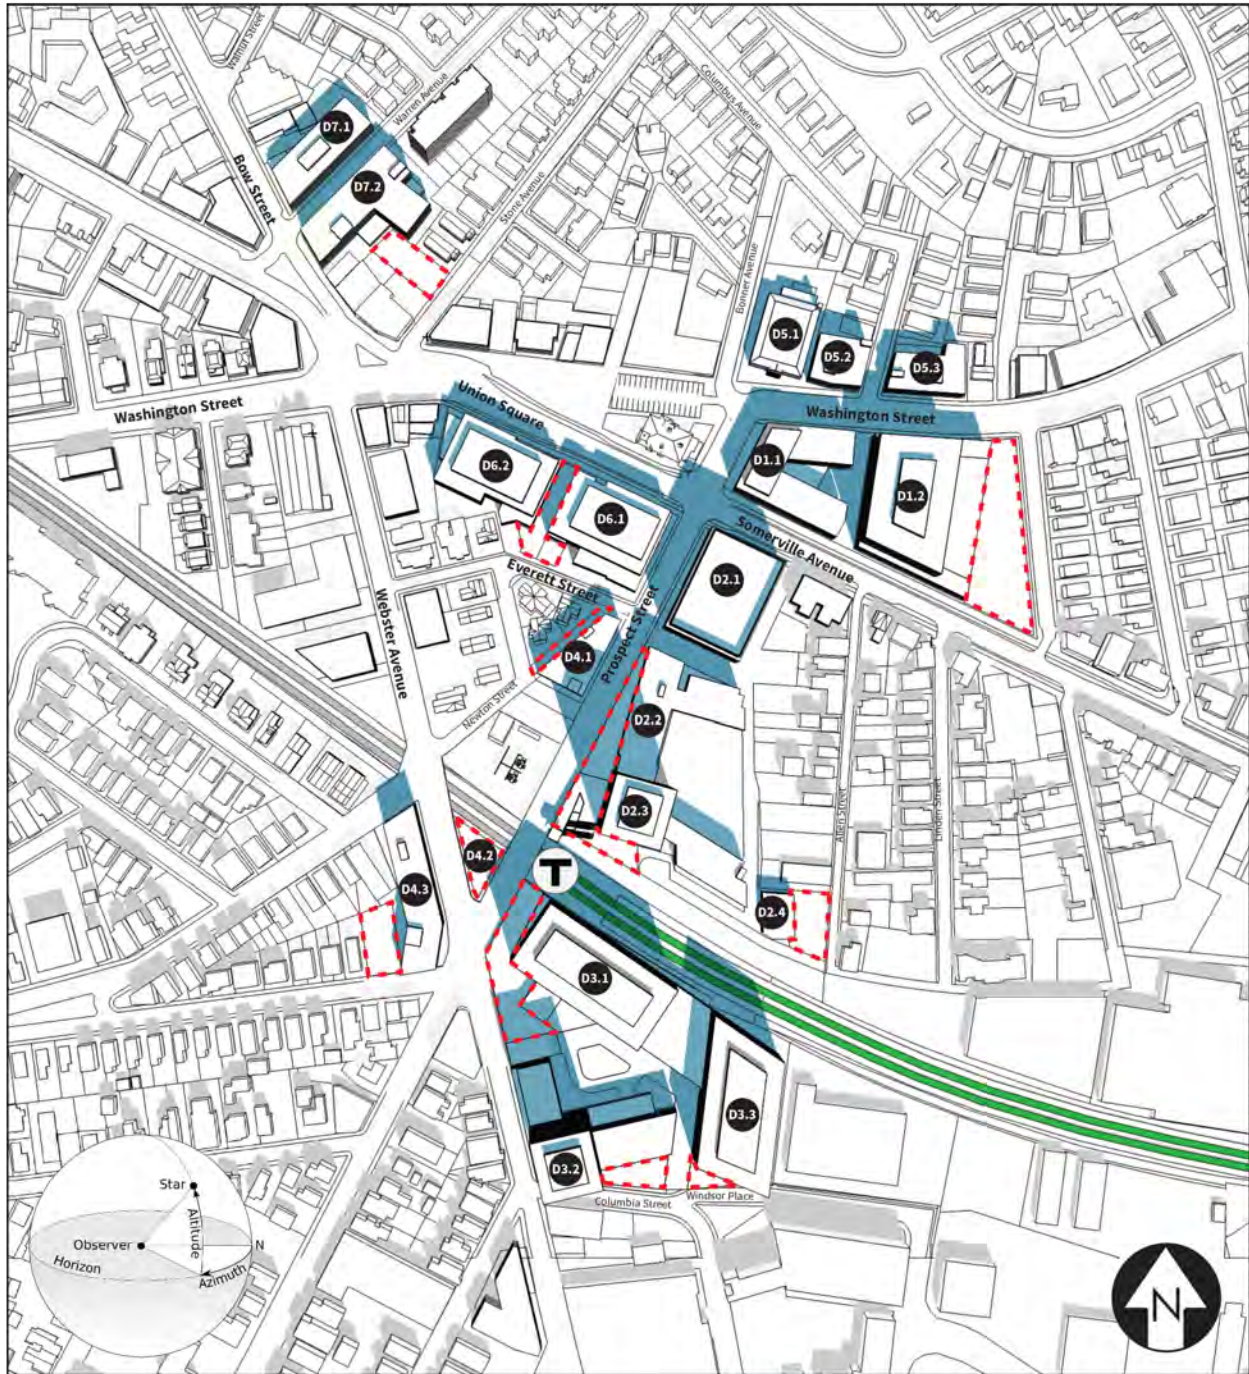 Walnut Street
Columbus Avenue
Warren Avenue
D7.1
D7.2
Bow Street
Stone Avenue
Bonner Avenue
D5.1
D5.2
D5.3
Washington Street
Union Square
Washington Street
D6.2
D1.1
D1.2
D6.1
Somerville Avenue
D2.1
Everett Street
Webster Avenue
D4.1
Prospect Street
Newton Street
D2.2
D2.3
Allen Street
Linden Street
D4.2
T
D4.3
D2.4
D3.1
D3.3
D3.2
Columbia Street
Windsor Place
Star
Altitude
Observer
N
Horizon
Azimuth
N